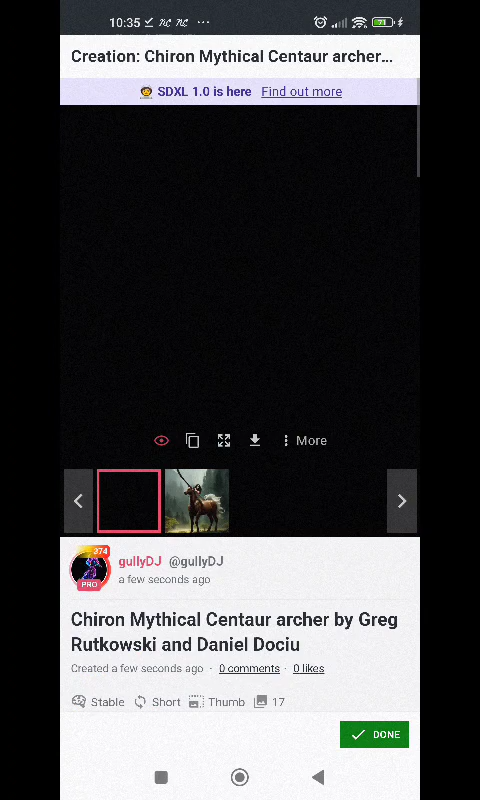 10:35
71
Creation: Chiron Mythical Centaur archer...
SDXL 1.0 is here Find out more
More
274
PRO
gullyDJ @gullyDJ
a few seconds ago
Chiron Mythical Centaur archer by Greg
Rutkowski and Daniel Dociu
Created a few seconds ago · 0 comments · 0 likes
Stable Short Thumb 17
DONE